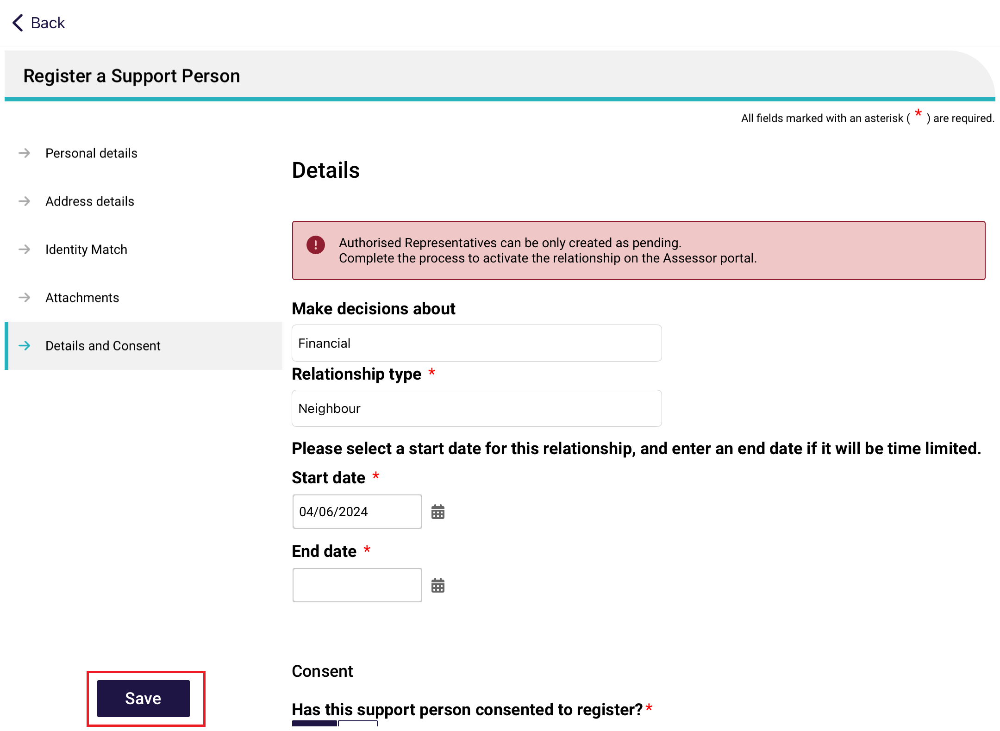 Back
Register a Support Person
All fields marked with an asterisk ( * ) are required.
Personal details
Address details
Identity Match
Attachments
Details and Consent
Details
Authorised Representatives can be only created as pending.
Complete the process to activate the relationship on the Assessor portal.
Make decisions about
Financial
Relationship type *
Neighbour
Please select a start date for this relationship, and enter an end date if it will be time limited.
Start date *
04/06/2024
End date *
Consent
Has this support person consented to register?*
Save